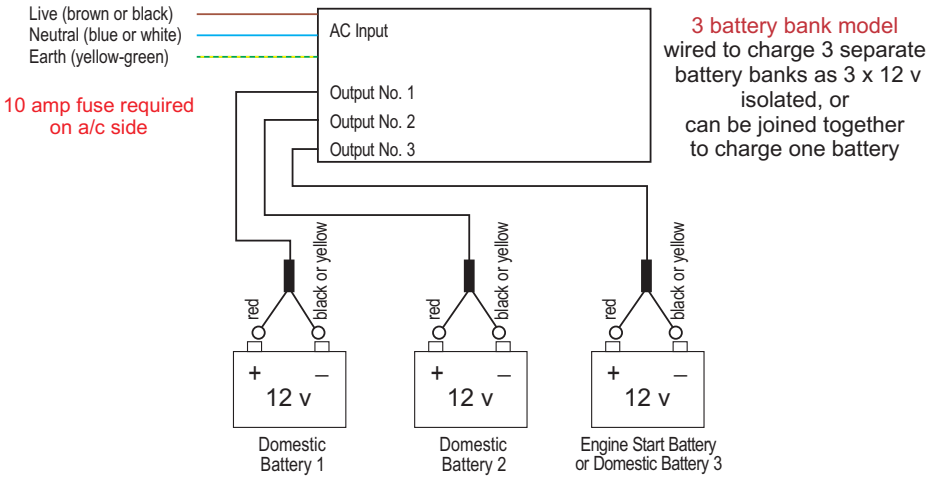 Live (brown or black)
Neutral (blue or white)
Earth (yellow-green)
AC Input
10 amp fuse required
on a/c side
Output No. 1
Output No. 2
Output No. 3
3 battery bank model
wired to charge 3 separate
battery banks as 3 x 12 v
isolated, or
can be joined together
to charge one battery
red
black or yellow
red
black or yellow
red
black or yellow
+ –
12 v
+ –
12 v
+ –
12 v
Domestic
Battery 1
Domestic
Battery 2
Engine Start Battery
or Domestic Battery 3